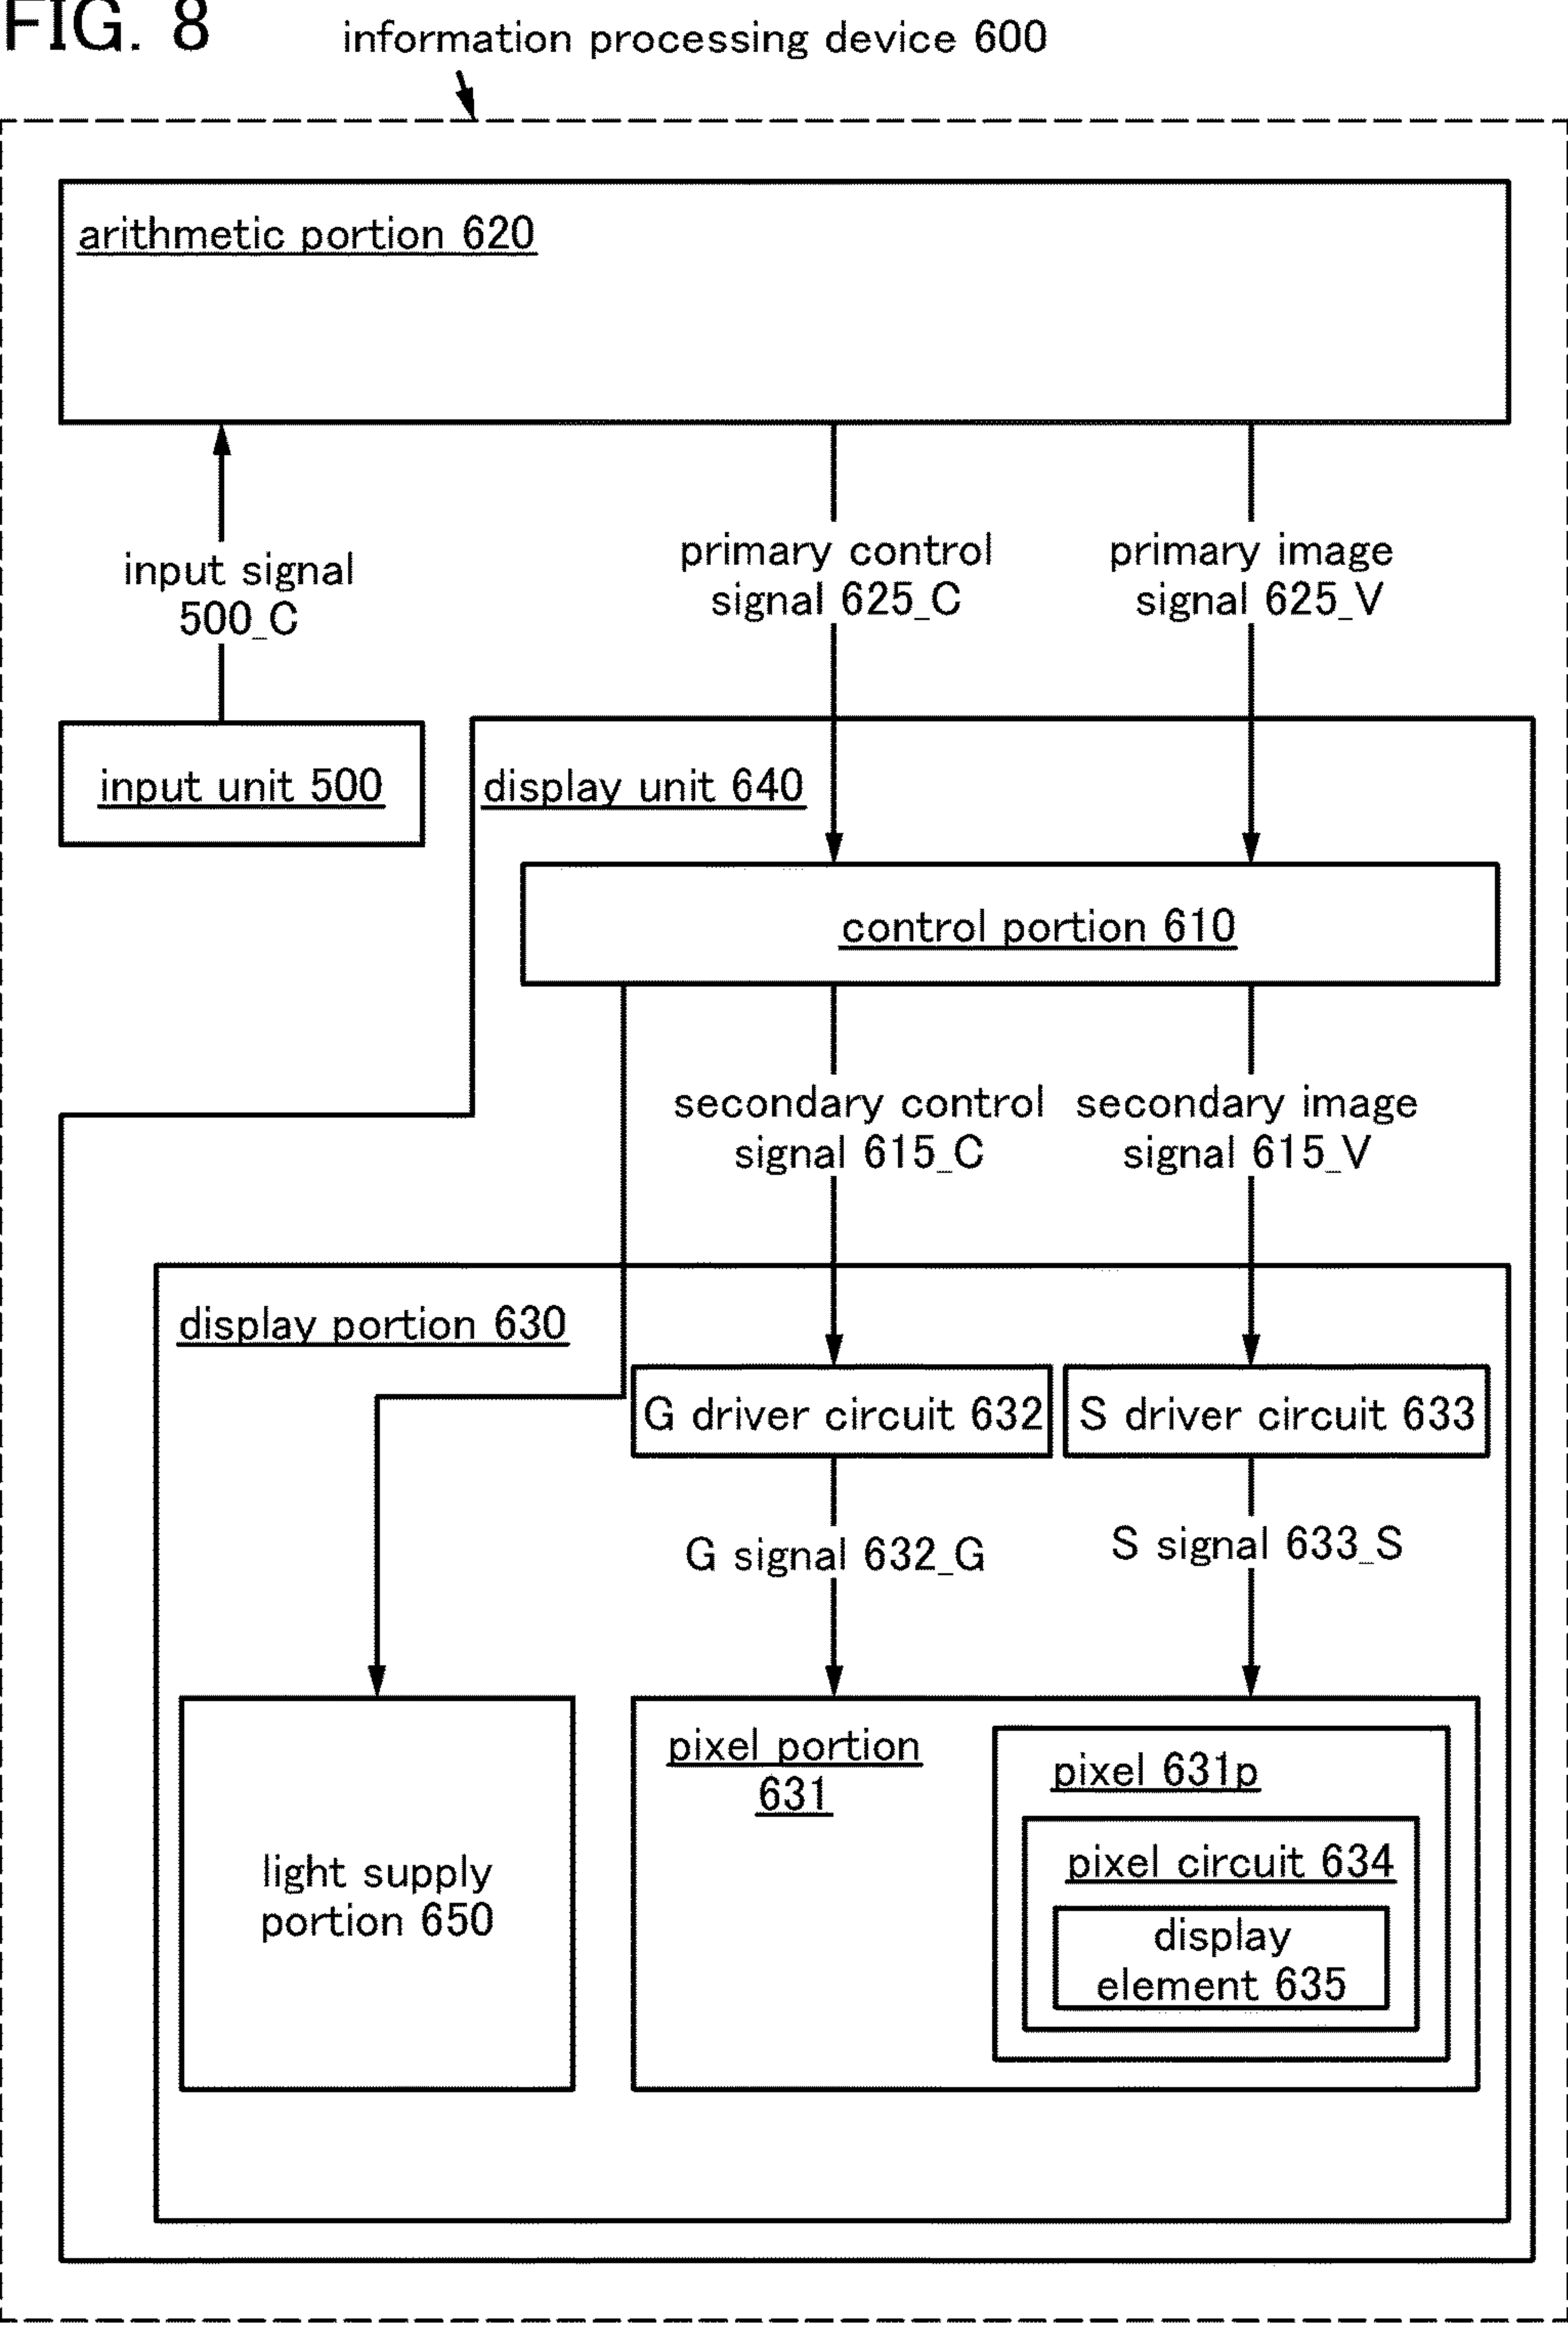 FIG. 8
information processing device 600
arithmetic portion 620
input signal
500_C
primary control
signal 625_C
primary image
signal 625_V
input unit 500
display unit 640
control portion 610
secondary control
signal 615_C
secondary image
signal 615_V
display portion 630
G driver circuit 632
S driver circuit 633
G signal 632_G
S signal 633_S
light supply
portion 650
pixel portion
631
pixel 631p
pixel circuit 634
display
element 635